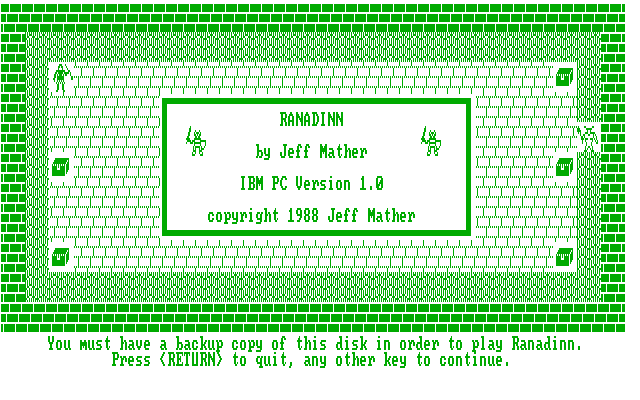 RANADINN
by Jeff Mather
IBM PC Version 1.0
copyright 1988 Jeff Mather
You must have a backup copy of this disk in order to play Ranadinn.
Press <RETURN> to quit, any other key to continue.